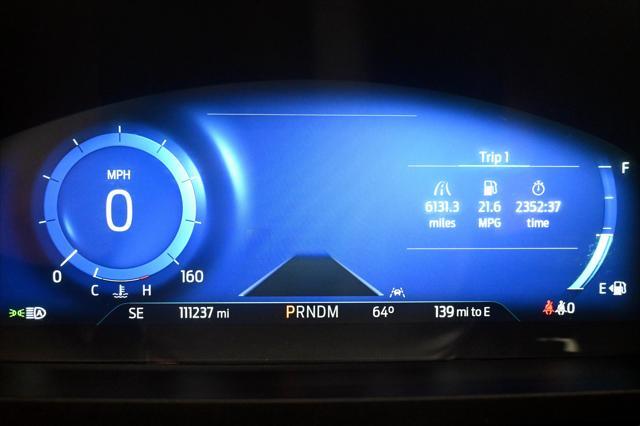 Trip 1
F
MPH
6131.3 21.6 2352:37
miles MPG time
0
0 160
C H
E
SE 111237 mi PRNDM 64° 139 mi to E
A